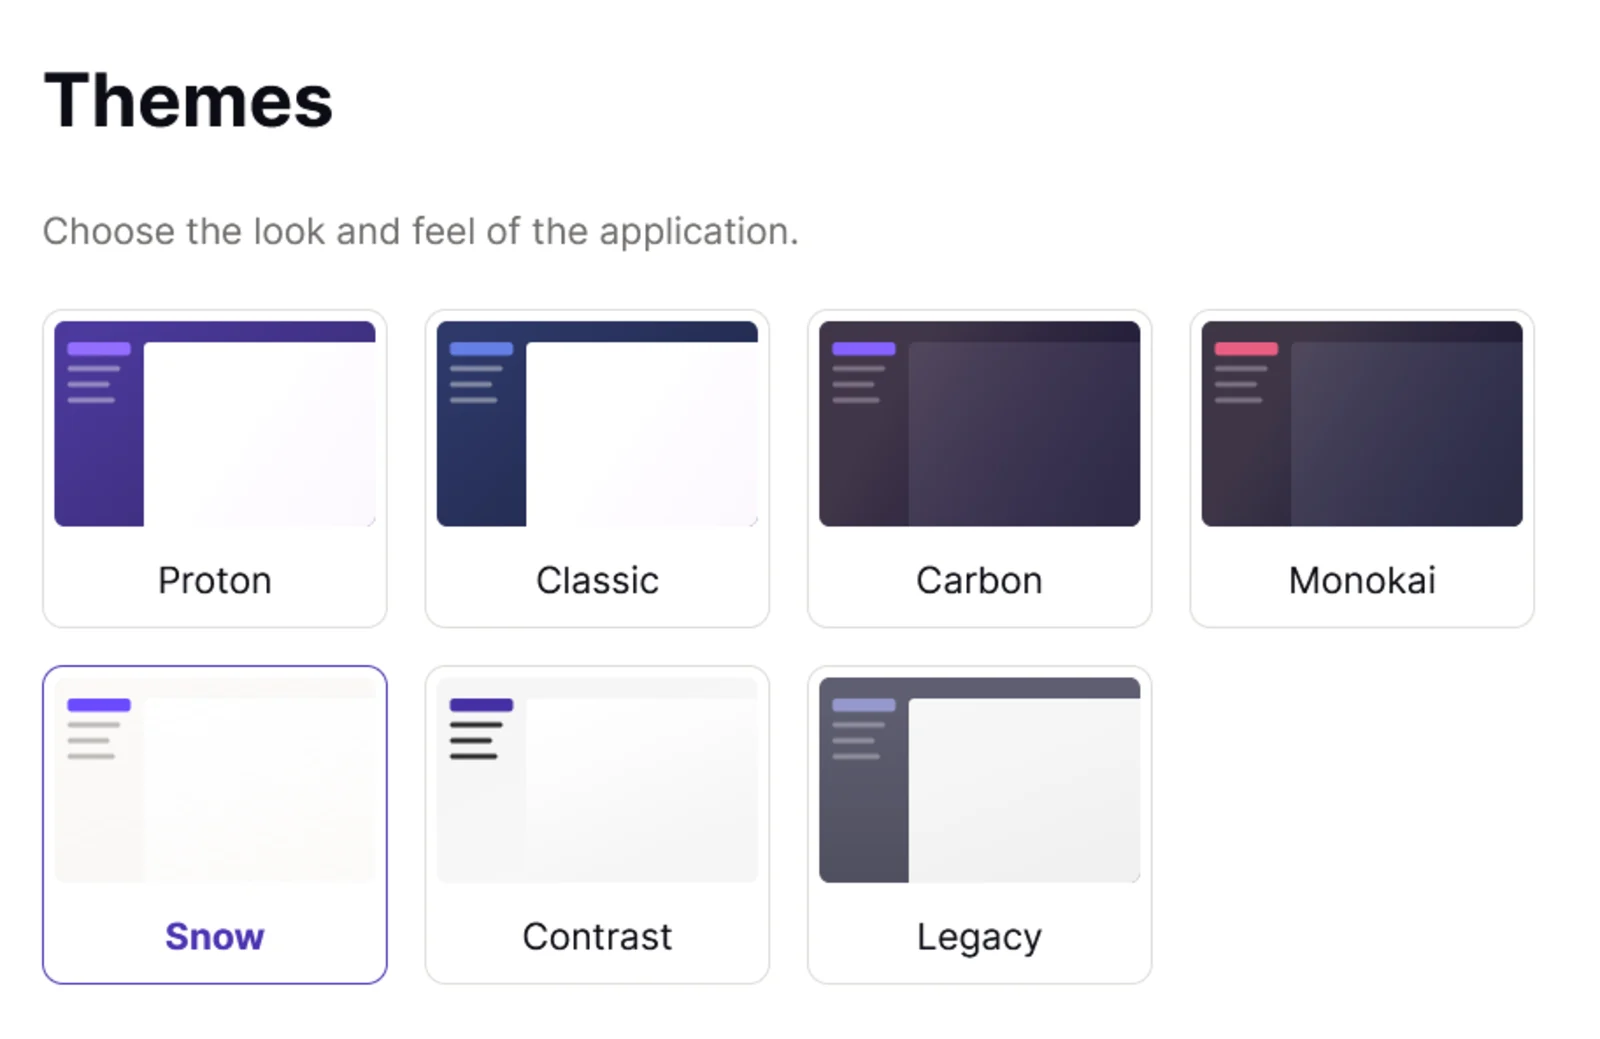 Themes
Choose the look and feel of the application.
Proton
Classic
Carbon
Monokai
Snow
Contrast
Legacy